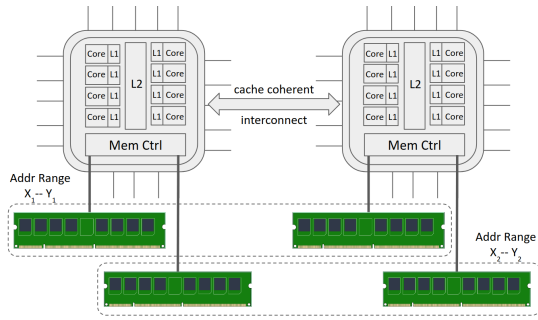 Core L1 L1 Core Core L1 L1 Core
Core L1 L1 Core Core L1 L1 Core
L2 L2
Core L1 L1 Core Core L1 L1 Core
Core L1 L1 Core Core L1 L1 Core
cache coherent
interconnect
Mem Ctrl Mem Ctrl
Addr Range
X1-- Y1
Addr Range
X2-- Y2